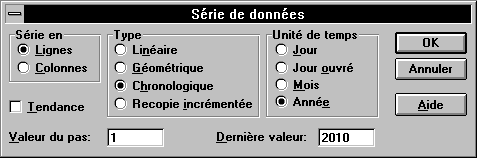 Série de données
Série en
Lignes
Colonnes
Tendance
Type
Linéaire
Géométrique
Chronologique
Recopie incrémentée
Unité de temps
Jour
Jour ouvré
Mois
Année
OK
Annuler
Aide
Valeur du pas: 1
Dernière valeur: 2010